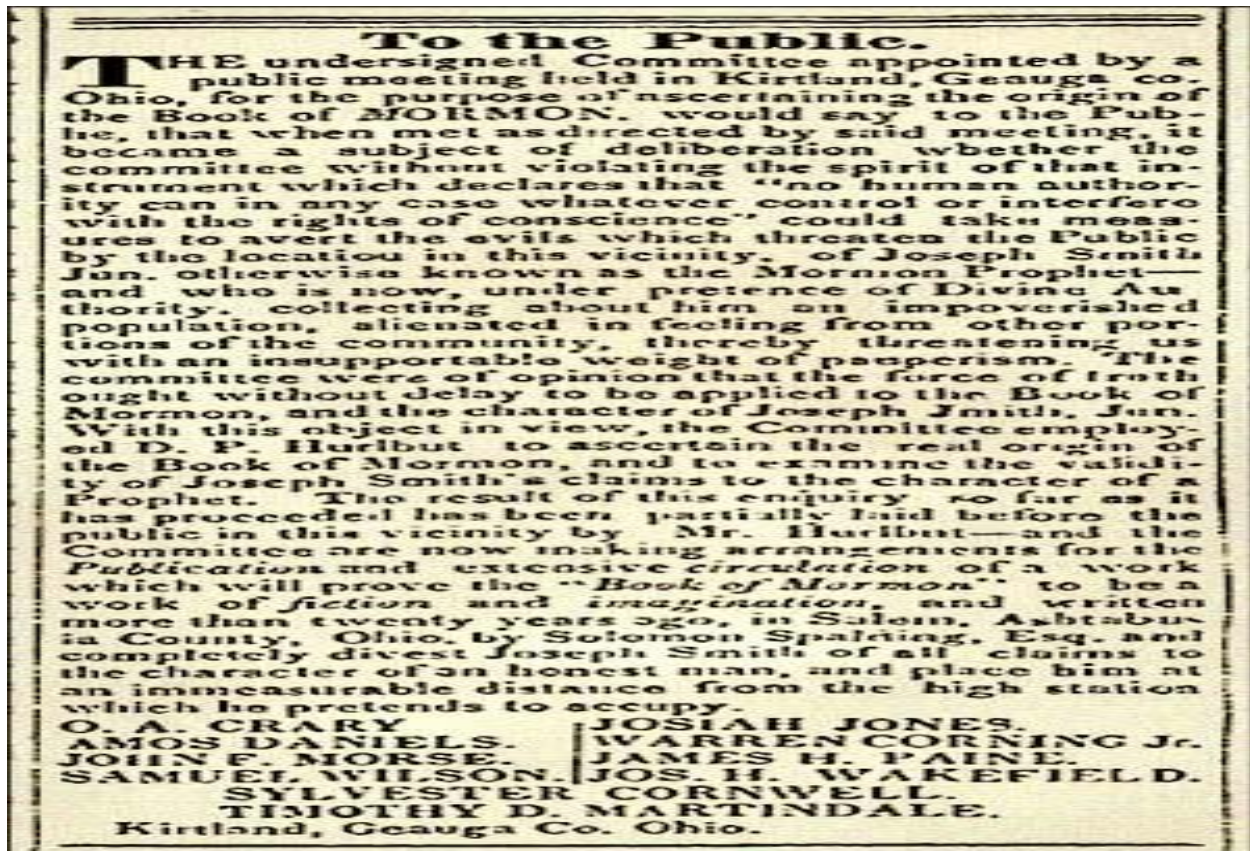 To the Public.
THE undersigned Committee appointed by a
public meeting held in Kirtland, Geauga co.
Ohio, for the purpose of ascertaining the origin of
the Book of MORMON, would say to the Pub-
lic, that when met as directed by said meeting, it
became a subject of deliberation whether the
committee without violating the spirit of that in-
strument which declares that "no human author-
ity can in any case whatever control or interfere
with the rights of conscience" could take meas-
ures to avert the evils which threaten the Public
by the location in this vicinity, of Joseph Smith
Jun. otherwise known as the Mormon Prophet—
and who is now, under pretence of Divine Au
thority, collecting about him an impoverished
population, alienated in feeling from other por-
tions of the community, thereby threatening us
with an insupportable weight of pauperism. The
committee were of opinion that the force of truth
ought without delay to be applied to the Book of
Mormon, and the character of Joseph Jmith, Jun.
With this object in view, the Committee employ-
ed D. P. Hurlbut to ascertain the real origin of
the Book of Mormon, and to examine the validi-
ty of Joseph Smith's claims to the character of a
Prophet. The result of this enquiry so far as it
has proceeded has been partially laid before the
public in this vicinity by Mr. Hurlbut—and the
Committee are now making arrangements for the
Publication and extensive circulation of a work
which will prove the "Book of Mormon" to be a
work of fiction and imagination, and written
more than twenty years ago, in Salem, Ashtabu-
la County, Ohio, by Solomon Spalding, Esq. and
completely divest Joseph Smith of all claims to
the character of an honest man, and place him at
an immeasurable distance from the high station
which he pretends to occupy.
O. A. CRARY JOSIAH JONES.
AMOS DANIELS. WARREN CORNING Jr.
JOHN F. MORSE. JAMES H. PAINE.
SAMUEL WILSON. JOS. H. WAKEFIELD.
SYLVESTER CORNWELL.
TIMOTHY D. MARTINDALE.
Kirtland, Geauga Co. Ohio.